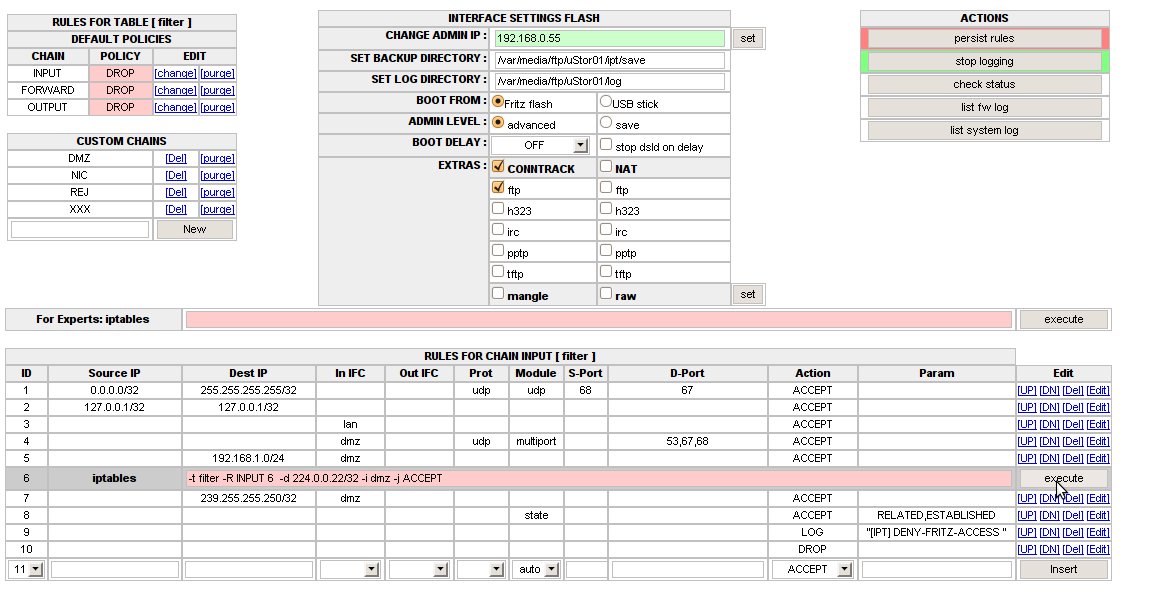 RULES FOR TABLE [ filter ]
DEFAULT POLICIES
CHAIN POLICY EDIT
INPUT DROP [change] [purge]
FORWARD DROP [change] [purge]
OUTPUT DROP [change] [purge]
CUSTOM CHAINS
DMZ [Del] [purge]
NIC [Del] [purge]
REJ [Del] [purge]
XXX [Del] [purge]
New
INTERFACE SETTINGS FLASH
CHANGE ADMIN IP : 192.168.0.55 set
SET BACKUP DIRECTORY : /var/media/ftp/uStor01/ipt/save
SET LOG DIRECTORY : /var/media/ftp/uStor01/log
BOOT FROM : Fritz flash USB stick
ADMIN LEVEL : advanced save
BOOT DELAY : OFF stop dsld on delay
EXTRAS : CONNTRACK NAT
ftp ftp
h323 h323
irc irc
pptp pptp
tftp tftp
mangle raw set
ACTIONS
persist rules
stop logging
check status
list fw log
list system log
For Experts: iptables execute
RULES FOR CHAIN INPUT [ filter ]
ID Source IP Dest IP In IFC Out IFC Prot Module S-Port D-Port Action Param Edit
1 0.0.0.0/32 255.255.255.255/32 udp udp 68 67 ACCEPT [UP] [DN] [Del] [Edit]
2 127.0.0.1/32 127.0.0.1/32 ACCEPT [UP] [DN] [Del] [Edit]
3 lan ACCEPT [UP] [DN] [Del] [Edit]
4 dmz udp multiport 53,67,68 ACCEPT [UP] [DN] [Del] [Edit]
5 192.168.1.0/24 dmz ACCEPT [UP] [DN] [Del] [Edit]
6 iptables -t filter -R INPUT 6 -d 224.0.0.22/32 -i dmz -j ACCEPT execute
7 239.255.255.250/32 dmz ACCEPT [UP] [DN] [Del] [Edit]
8 state ACCEPT RELATED,ESTABLISHED [UP] [DN] [Del] [Edit]
9 LOG "[IPT] DENY-FRITZ-ACCESS " [UP] [DN] [Del] [Edit]
10 DROP [UP] [DN] [Del] [Edit]
11 auto ACCEPT Insert